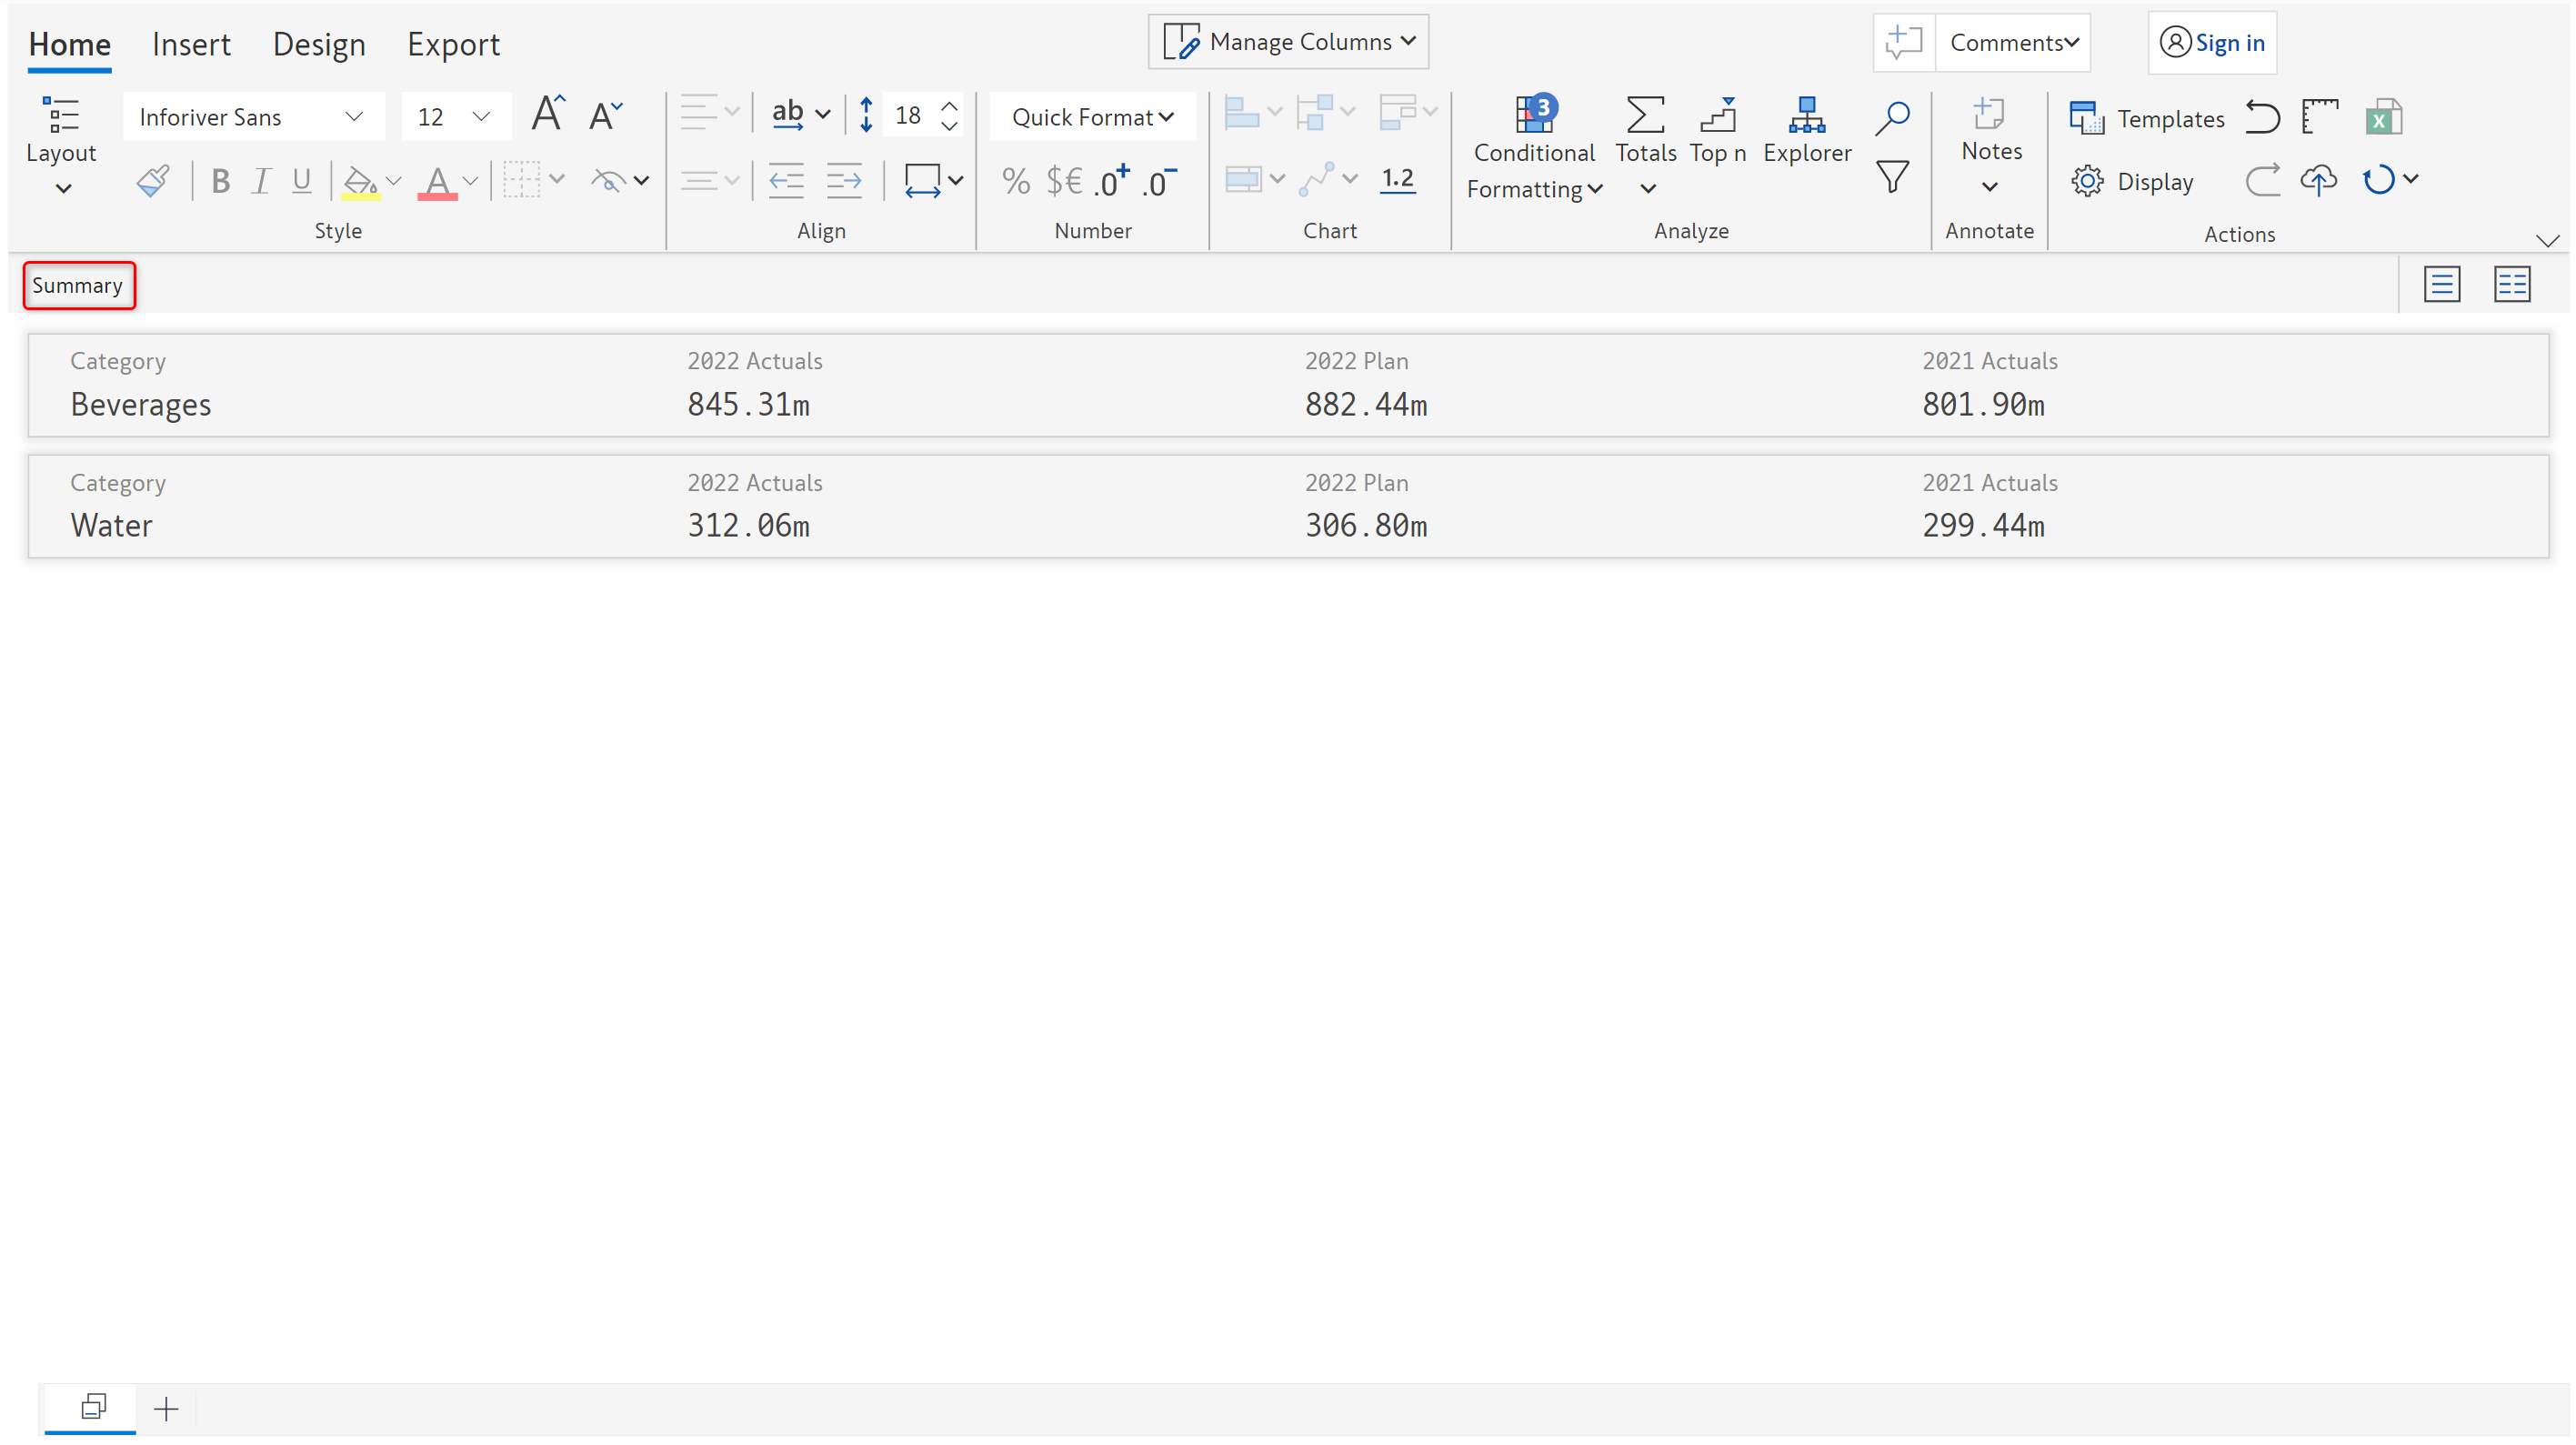 Home Insert Design Export Manage Columns Comments Sign in
Layout Inforiver Sans 12 A A ab 18 Quick Format 3 Conditional Formatting Totals Top n Explorer Notes Templates X
B I U A % $€ .0+ .0- 1.2 Display
Style Align Number Chart Analyze Annotate Actions
Summary
Category 2022 Actuals 2022 Plan 2021 Actuals
Beverages 845.31m 882.44m 801.90m
Category 2022 Actuals 2022 Plan 2021 Actuals
Water 312.06m 306.80m 299.44m